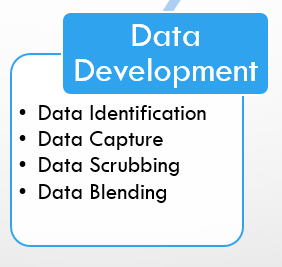 Data
Development
• Data Identification
• Data Capture
• Data Scrubbing
• Data Blending